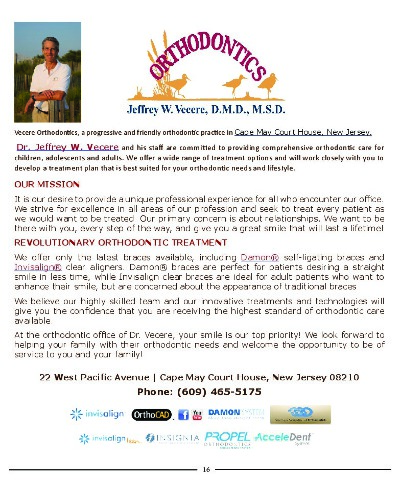 ORTHODONTICS
Jeffrey W. Vecere, D.M.D., M.S.D.
Vecere Orthodontics, a progressive and friendly orthodontic practice in Cape May Court House, New Jersey.
Dr. Jeffrey W. Vecere and his staff are committed to providing comprehensive orthodontic care for
children, adolescents and adults. We offer a wide range of treatment options and will work closely with you to
develop a treatment plan that is best suited for your orthodontic needs and lifestyle.
OUR MISSION
It is our desire to provide a unique professional experience for all who encounter our office.
We strive for excellence in all areas of our profession and seek to treat every patient as
we would want to be treated. Our primary concern is about relationships. We want to be
there with you, every step of the way, and give you a great smile that will last a lifetime!
REVOLUTIONARY ORTHODONTIC TREATMENT
We offer only the latest braces available, including Damon® self-ligating braces and
Invisalign® clear aligners. Damon® braces are perfect for patients desiring a straight
smile in less time, while Invisalign clear braces are ideal for adult patients who want to
enhance their smile, but are concerned about the appearance of traditional braces
We believe our highly skilled team and our innovative treatments and technologies will
give you the confidence that you are receiving the highest standard of orthodontic care
available
At the orthodontic office of Dr. Vecere, your smile is our top priority! We look forward to
helping your family with their orthodontic needs and welcome the opportunity to be of
service to you and your family!
22 West Pacific Avenue | Cape May Court House, New Jersey 08210
Phone: (609) 465-5175
invisalign OrthoCAD f You Tube DAMON
invisalign INSIGNIA PROPEL ORTHODONTICS AcceleDent
16